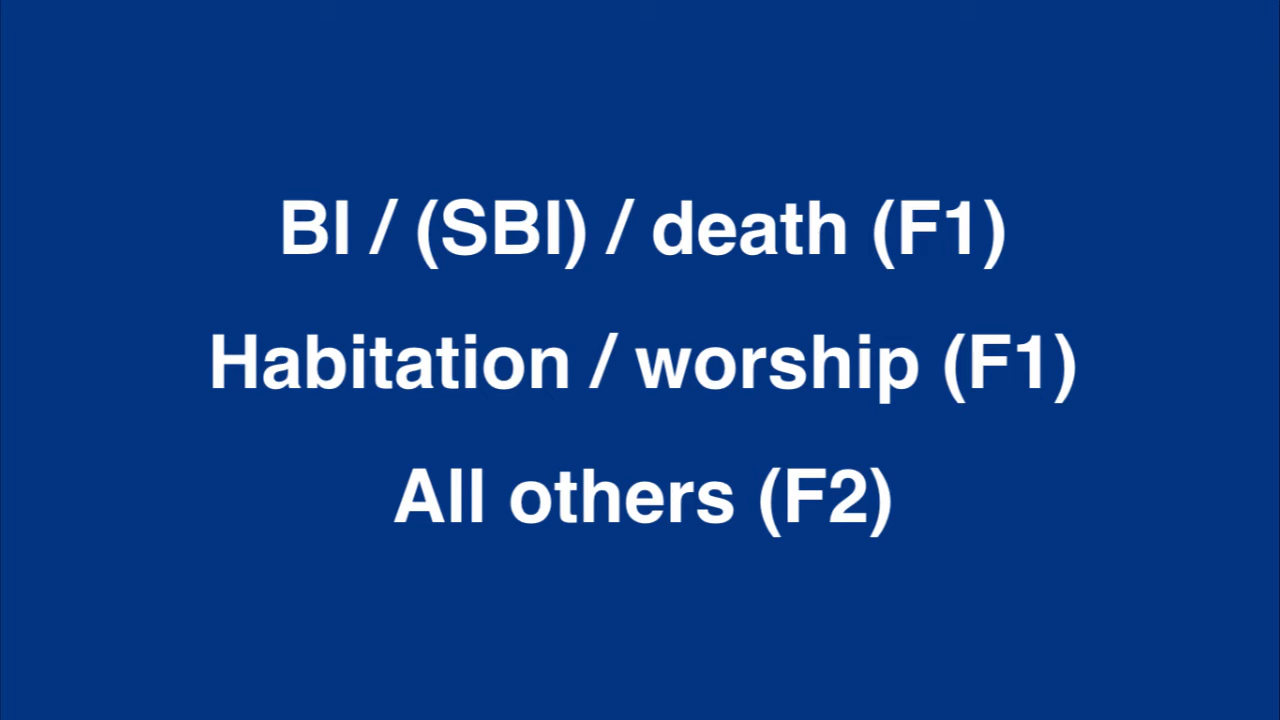 BI / (SBI) / death (F1)
Habitation / worship (F1)
All others (F2)